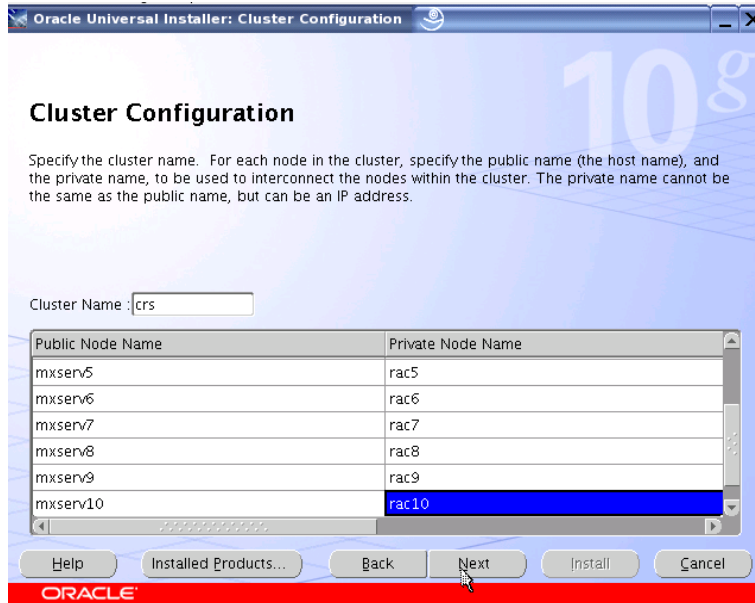 Oracle Universal Installer: Cluster Configuration
10g
Cluster Configuration
Specify the cluster name. For each node in the cluster, specify the public name (the host name), and
the private name, to be used to interconnect the nodes within the cluster. The private name cannot be
the same as the public name, but can be an IP address.
Cluster Name : crs
Public Node Name Private Node Name
mxserv5 rac5
mxserv6 rac6
mxserv7 rac7
mxserv8 rac8
mxserv9 rac9
mxserv10 rac10
Help Installed Products... Back Next Install Cancel
ORACLE